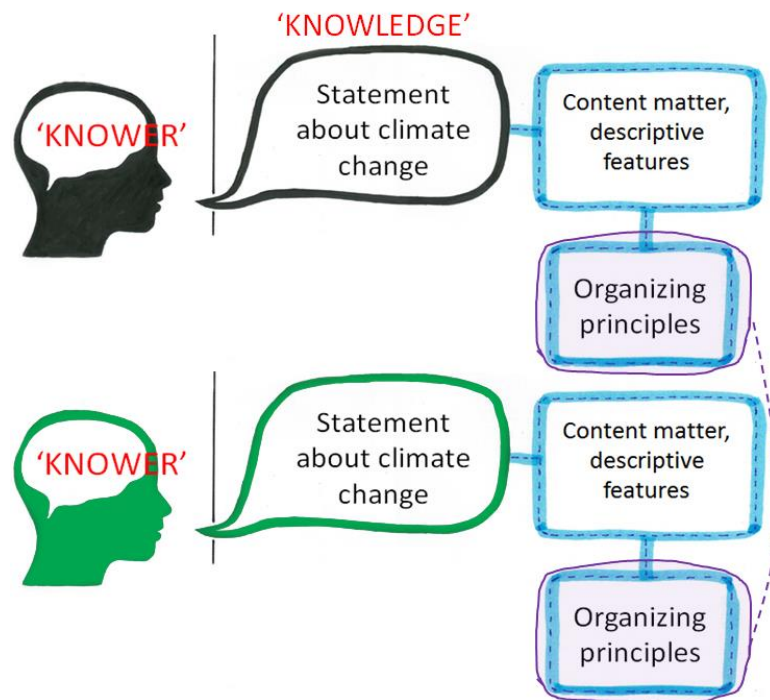 'KNOWLEDGE'
'KNOWER'
Statement
about climate
change
Content matter,
descriptive
features
Organizing
principles
'KNOWER'
Statement
about climate
change
Content matter,
descriptive
features
Organizing
principles